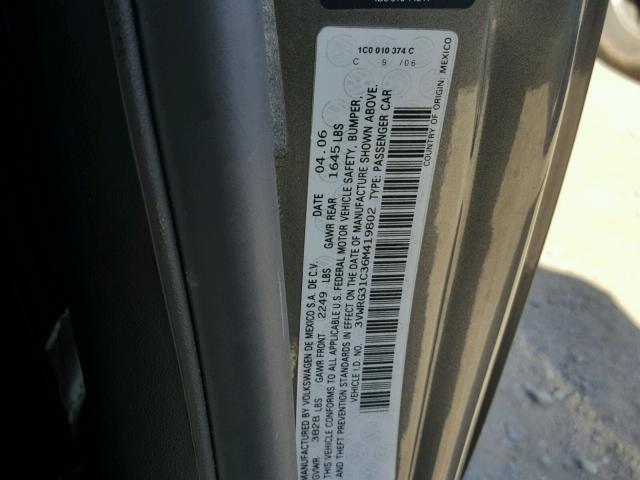 1C0 010 374 C
C 9 /06
MANUFACTURED BY VOLKSWAGEN DE MEXICO S.A. DE C.V. DATE 04.06
GVWR 3828 LBS GAWR FRONT 2249 LBS GAWR REAR 1645 LBS
THIS VEHICLE CONFORMS TO ALL APPLICABLE U.S. FEDERAL MOTOR VEHICLE SAFETY, BUMPER,
AND THEFT PREVENTION STANDARDS IN EFFECT ON THE DATE OF MANUFACTURE SHOWN ABOVE.
VEHICLE I.D. NO. 3VWRG31C36M419802 TYPE: PASSENGER CAR
COUNTRY OF ORIGIN: MEXICO